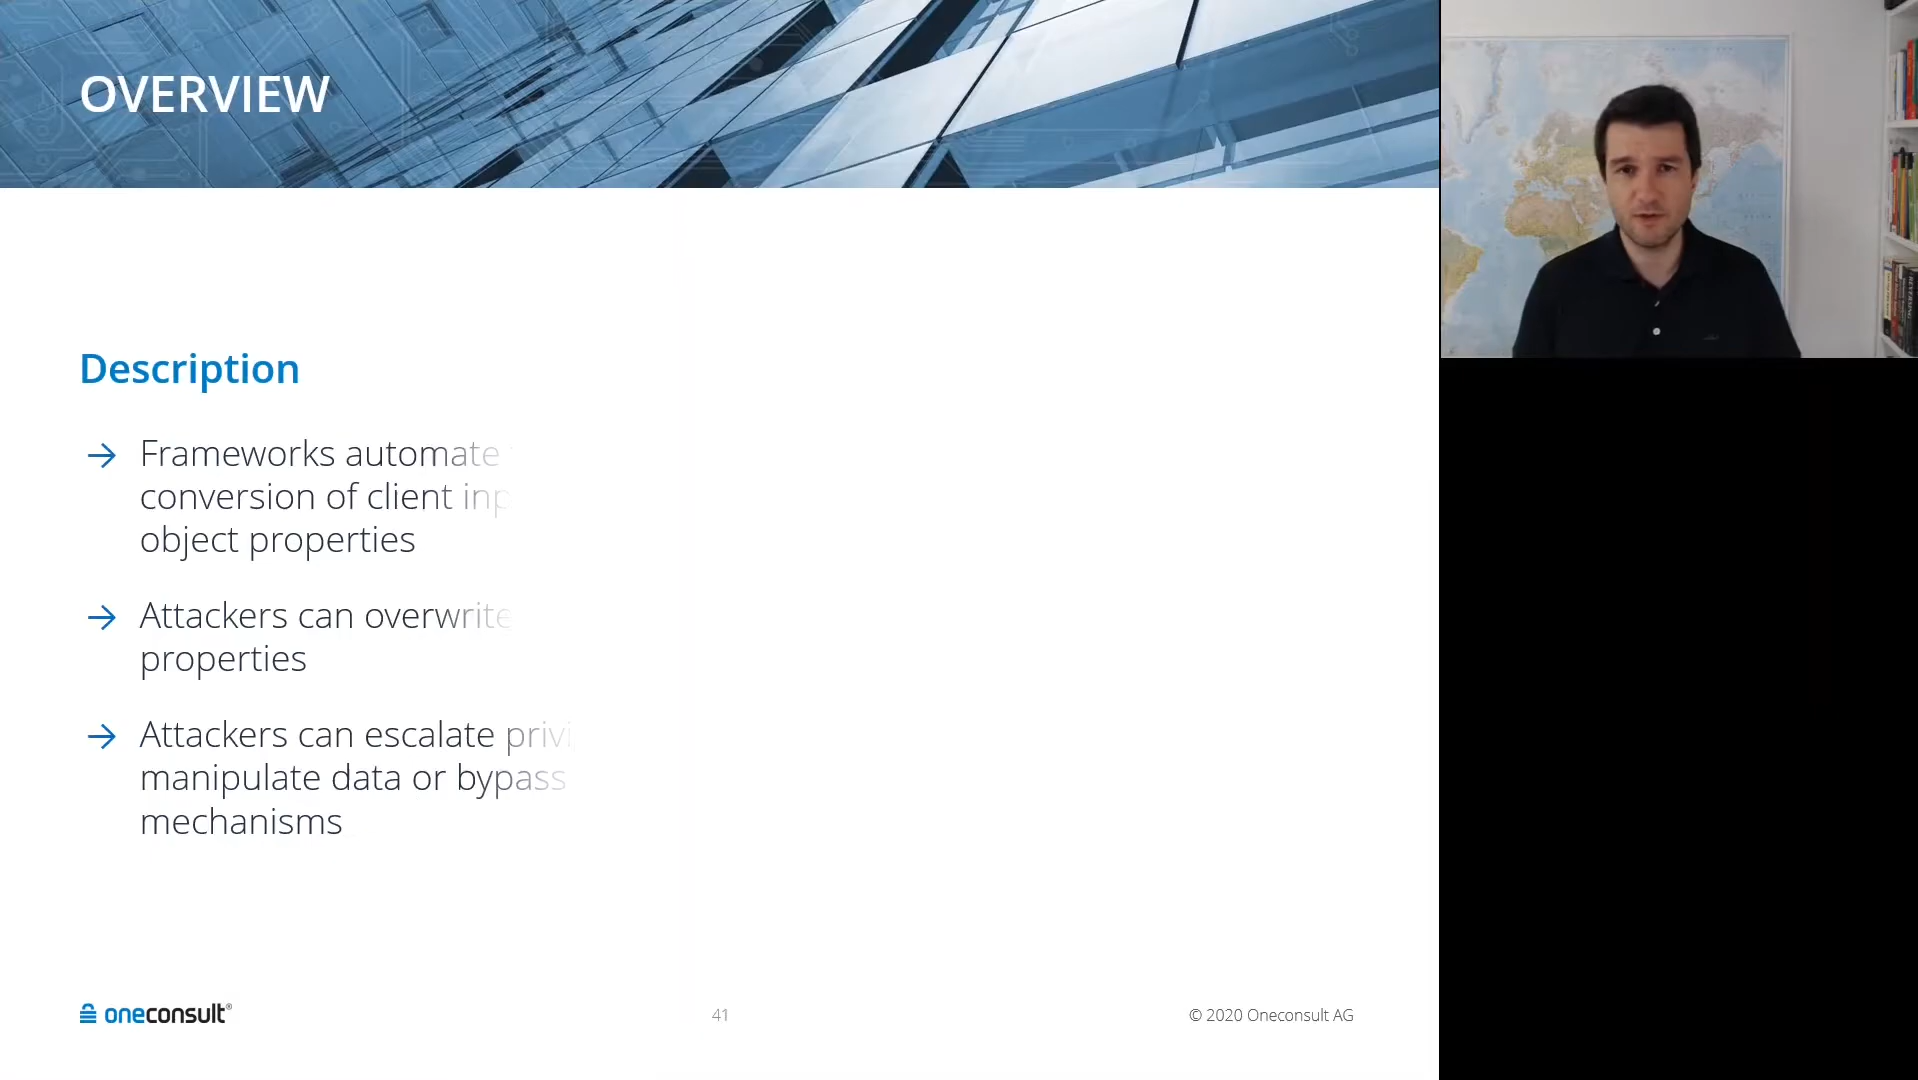 OVERVIEW
Description
Frameworks automate
conversion of client inp
object properties
Attackers can overwrite
properties
Attackers can escalate privi
manipulate data or bypass
mechanisms
oneconsult®
41
© 2020 Oneconsult AG